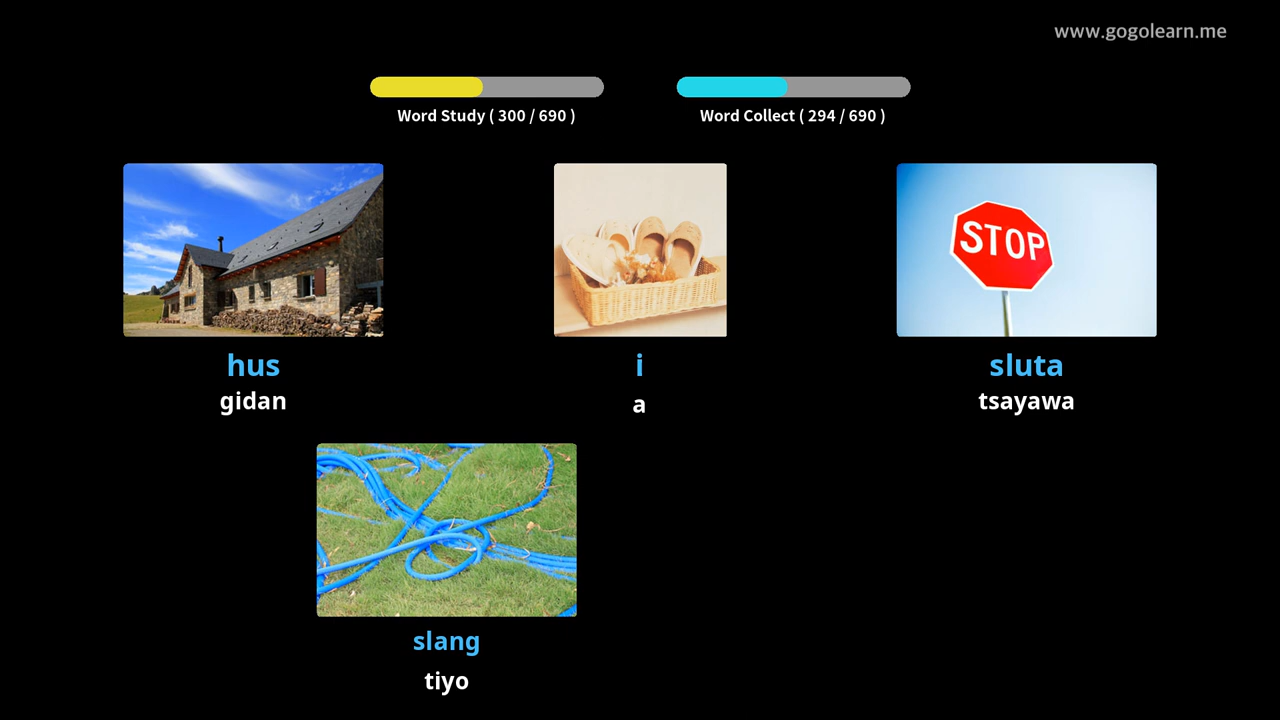 www.gogolearn.me
Word Study ( 300 / 690 )
Word Collect ( 294 / 690 )
STOP
hus
gidan
i
a
sluta
tsayawa
slang
tiyo